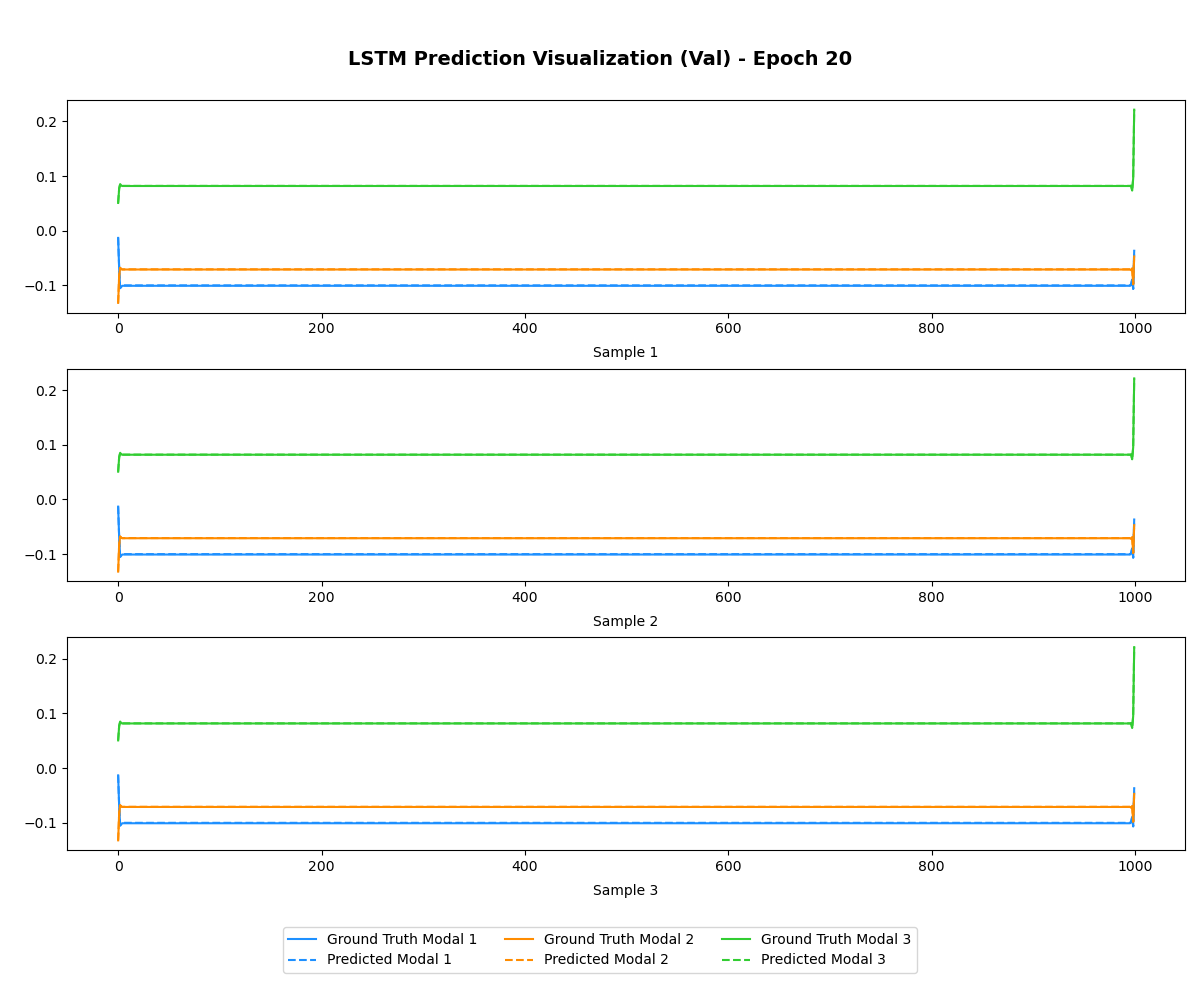 LSTM Prediction Visualization (Val) - Epoch 20
0.2
0.1
0.0
−0.1
0 200 400 600 800 1000
Sample 1
0.2
0.1
0.0
−0.1
0 200 400 600 800 1000
Sample 2
0.2
0.1
0.0
−0.1
0 200 400 600 800 1000
Sample 3
Ground Truth Modal 1 Ground Truth Modal 2 Ground Truth Modal 3
Predicted Modal 1 Predicted Modal 2 Predicted Modal 3